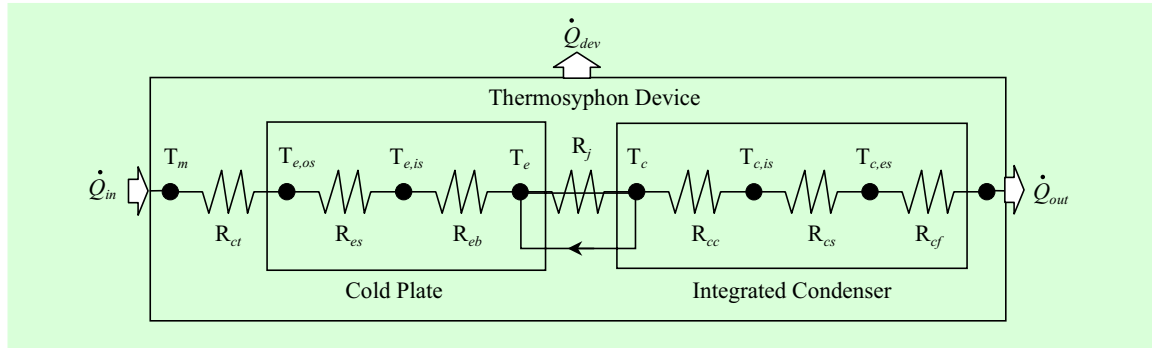 Q̇dev
Thermosyphon Device
Tm Te,os Te,is Te Rj Tc Tc,is Tc,es
Q̇in Q̇out
Rct Res Reb Rcc Rcs Rcf
Cold Plate Integrated Condenser